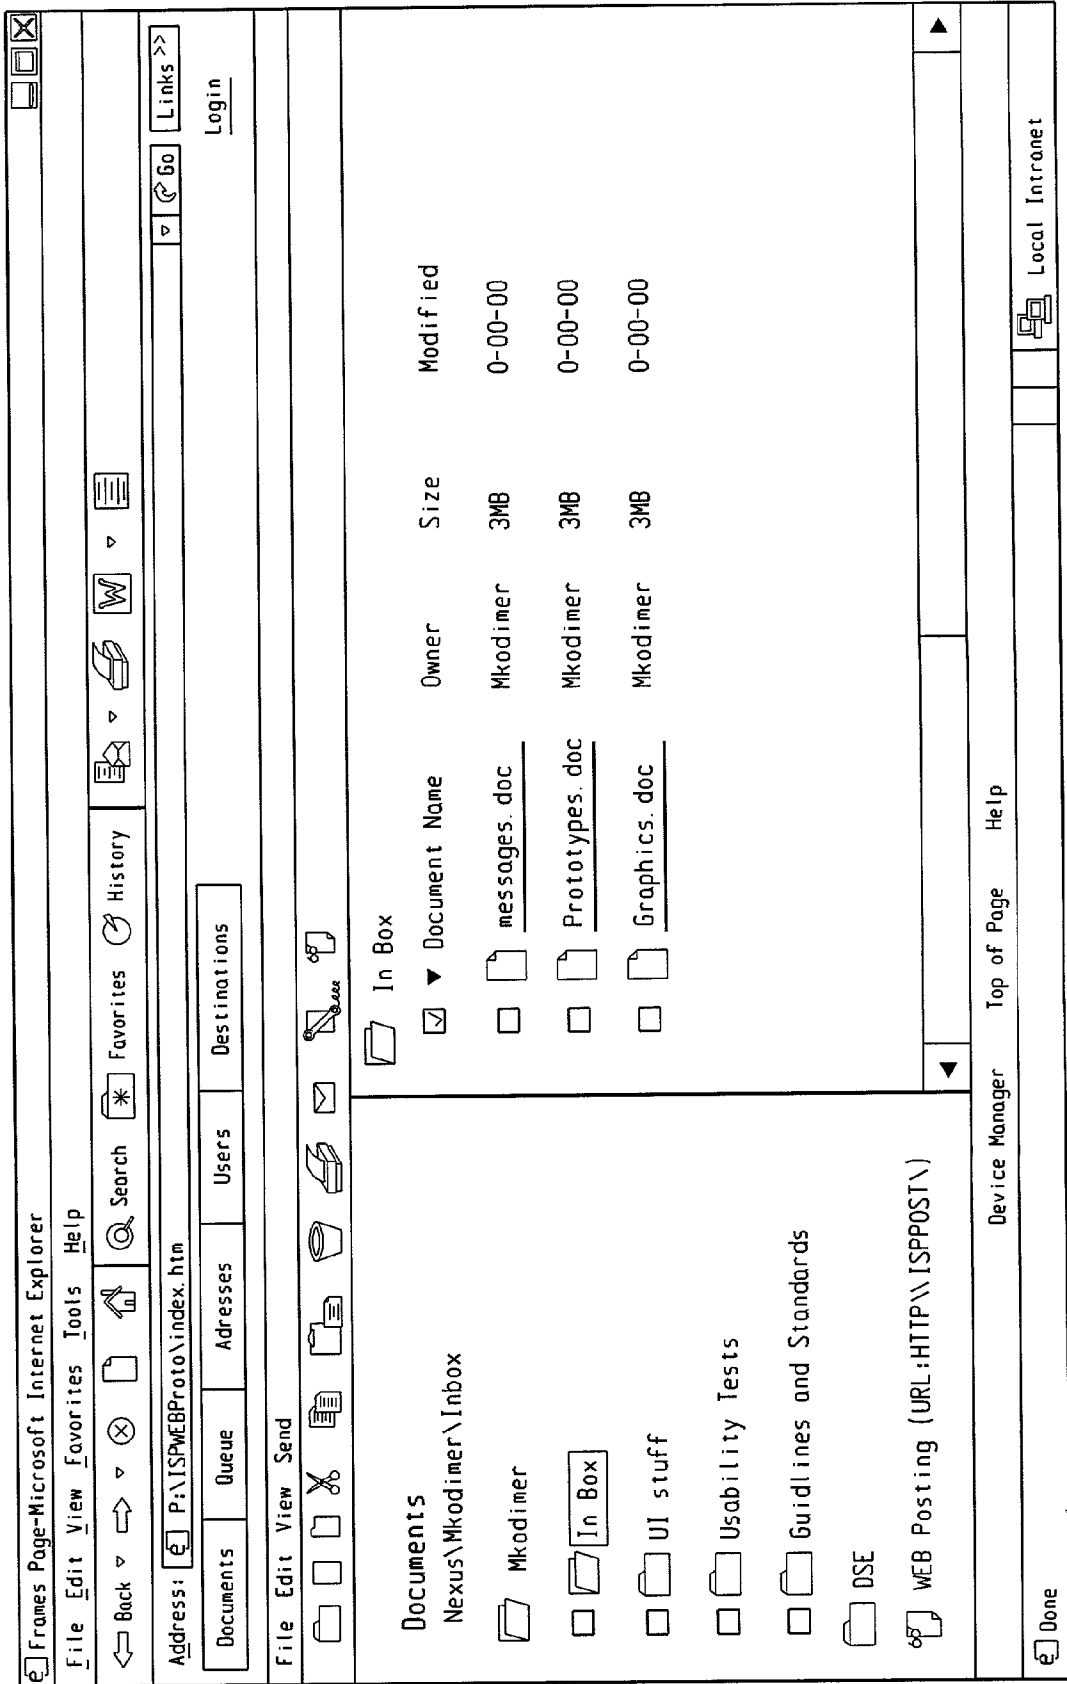 Frames Page-Microsoft Internet Explorer
File Edit View Favorites Tools Help
Back Search Favorites History
Address: P:\ISPWEBProto\index.htm Go Links >>
Documents Queue Adresses Users Destinations Login
File Edit View Send
Documents
Nexus\Mkodimer\Inbox
Mkodimer
In Box
UI stuff
Usability Tests
Guidlines and Standards
DSE
WEB Posting (URL:HTTP\\ISPPOST\)
In Box
Document Name Owner Size Modified
messages.doc Mkodimer 3MB 0-00-00
Prototypes.doc Mkodimer 3MB 0-00-00
Graphics.doc Mkodimer 3MB 0-00-00
Device Manager Top of Page Help
Done Local Intranet